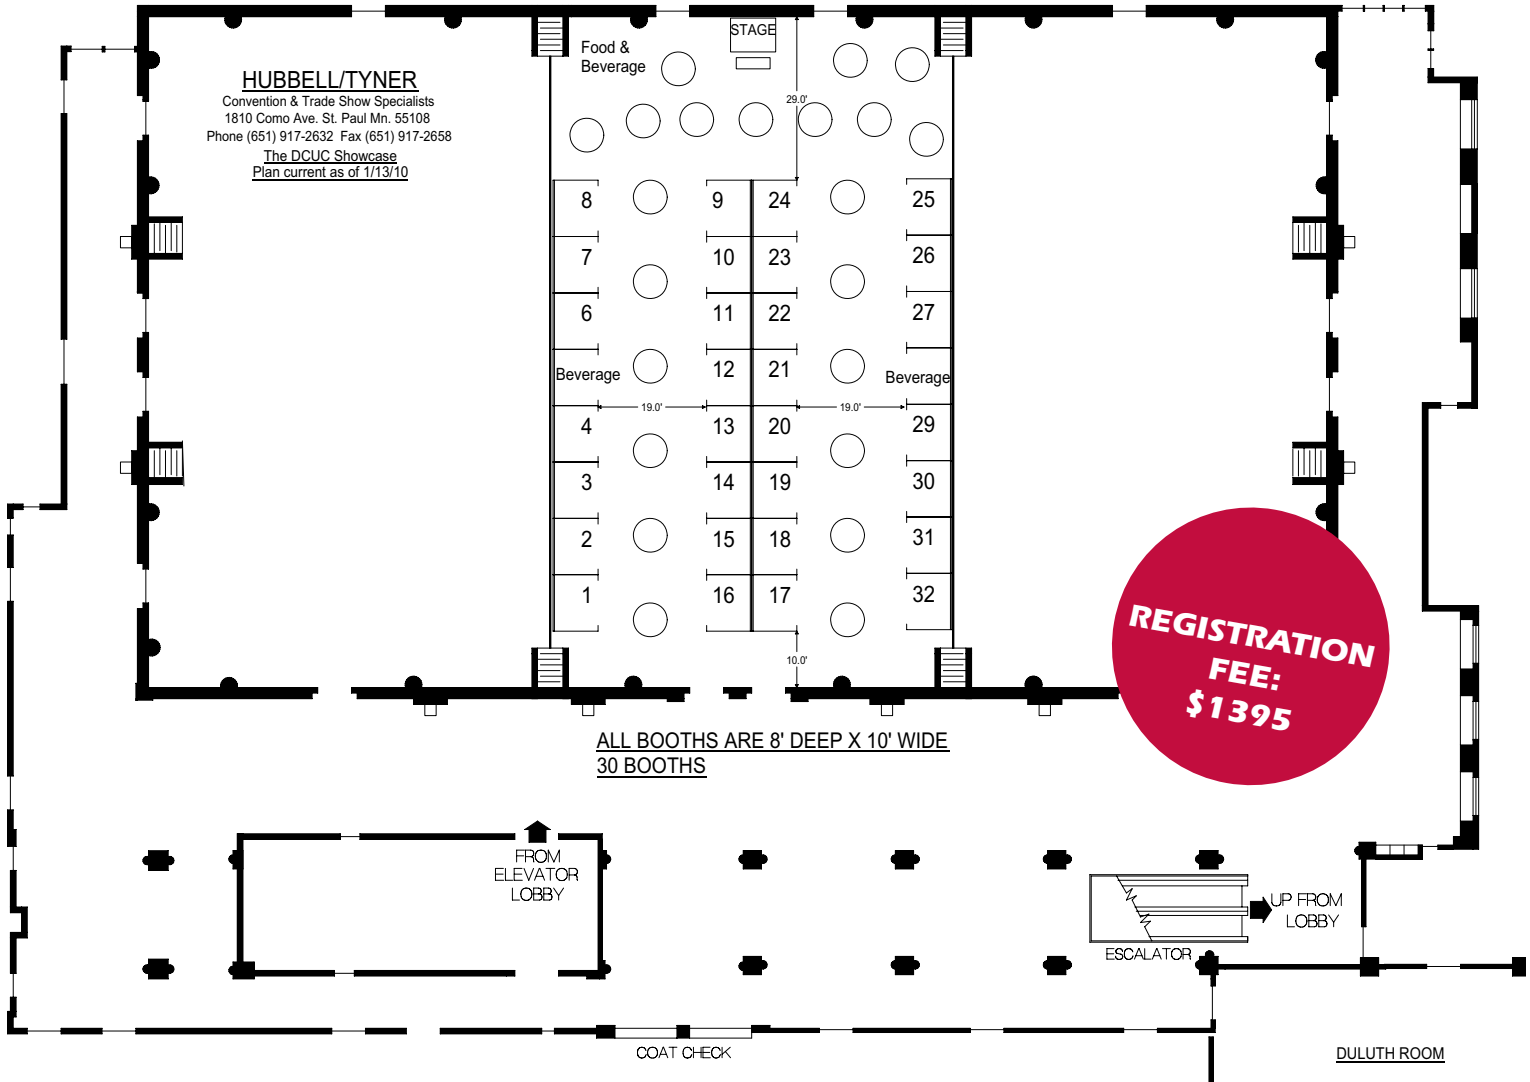 STAGE
Food &
Beverage
HUBBELL/TYNER
Convention & Trade Show Specialists
1810 Como Ave. St. Paul Mn. 55108
Phone (651) 917-2632 Fax (651) 917-2658
The DCUC Showcase
Plan current as of 1/13/10
29.0'
8 9 24 25
7 10 23 26
6 11 22 27
Beverage 12 21 Beverage
19.0' 19.0'
4 13 20 29
3 14 19 30
2 15 18 31
1 16 17 32
10.0'
REGISTRATION
FEE:
$1395
ALL BOOTHS ARE 8' DEEP X 10' WIDE
30 BOOTHS
FROM
ELEVATOR
LOBBY
UP FROM
LOBBY
ESCALATOR
COAT CHECK
DULUTH ROOM